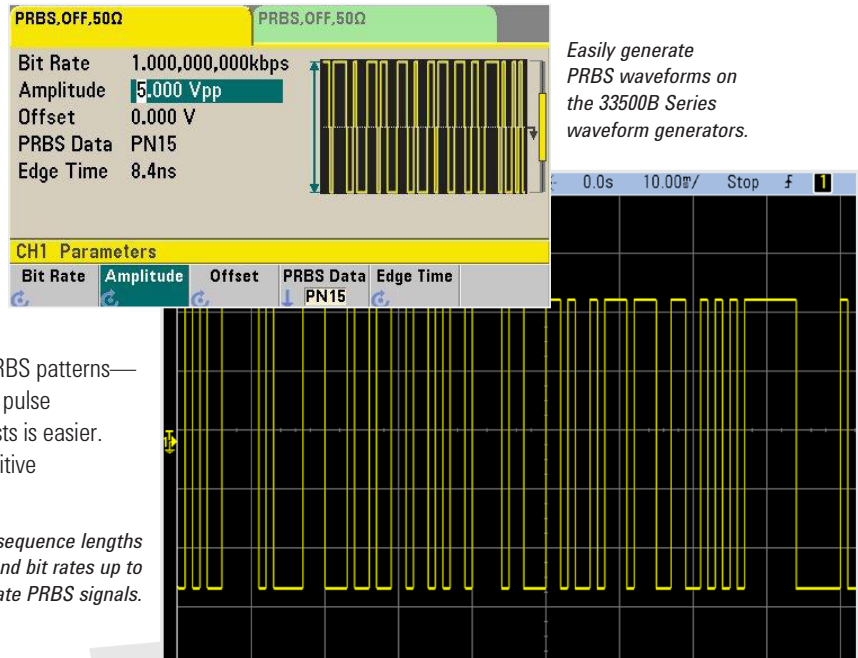 PRBS,OFF,50Ω
PRBS,OFF,50Ω
Bit Rate 1.000,000,000kbps
Amplitude 5.000 Vpp
Offset 0.000 V
PRBS Data PN15
Edge Time 8.4ns
CH1 Parameters
Bit Rate Amplitude Offset PRBS Data Edge Time
PN15
Easily generate
PRBS waveforms on
the 33500B Series
waveform generators.
0.0s 10.00㎷/ Stop 1
RBS patterns—
pulse
sts is easier.
itive
sequence lengths
nd bit rates up to
ate PRBS signals.